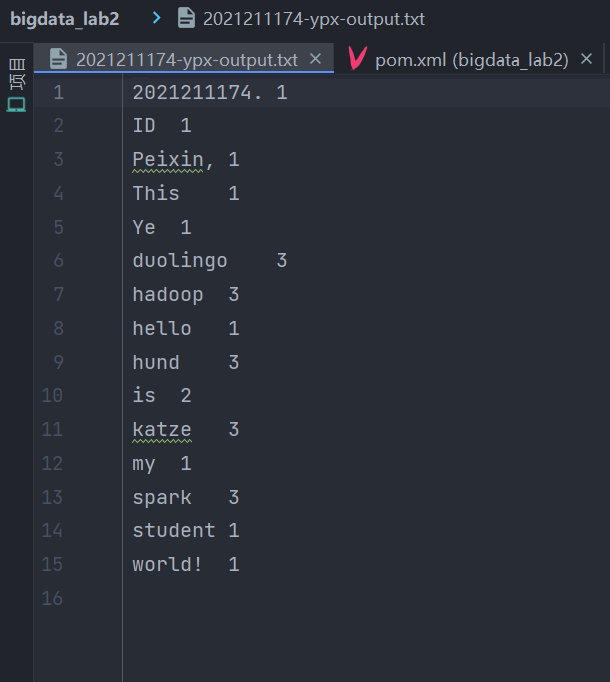 bigdata_lab2 > 2021211174-ypx-output.txt
2021211174-ypx-output.txt × pom.xml (bigdata_lab2) ×
项目
1 2021211174. 1
2 ID 1
3 Peixin, 1
4 This 1
5 Ye 1
6 duolingo 3
7 hadoop 3
8 hello 1
9 hund 3
10 is 2
11 katze 3
12 my 1
13 spark 3
14 student 1
15 world! 1
16